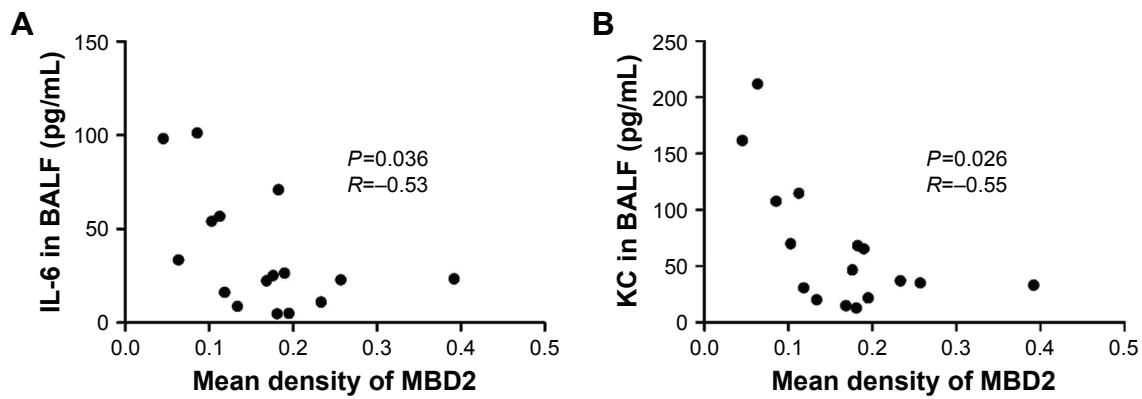 A
IL-6 in BALF (pg/mL)
150
100
50
0
P=0.036
R=–0.53
0.0 0.1 0.2 0.3 0.4 0.5
Mean density of MBD2
B
KC in BALF (pg/mL)
250
200
150
100
50
0
P=0.026
R=–0.55
0.0 0.1 0.2 0.3 0.4 0.5
Mean density of MBD2